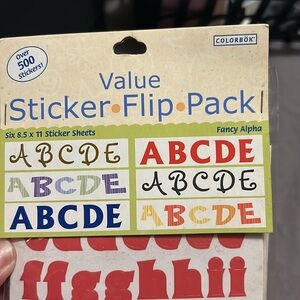 COLORBÖK
over
500
stickers!
Value
Sticker•Flip•Pack
Six 8.5 x 11 Sticker Sheets Fancy Alpha
ABCDE ABCDE
ABCDE ABCDE
ABCDE ABCDE
ffgghhii